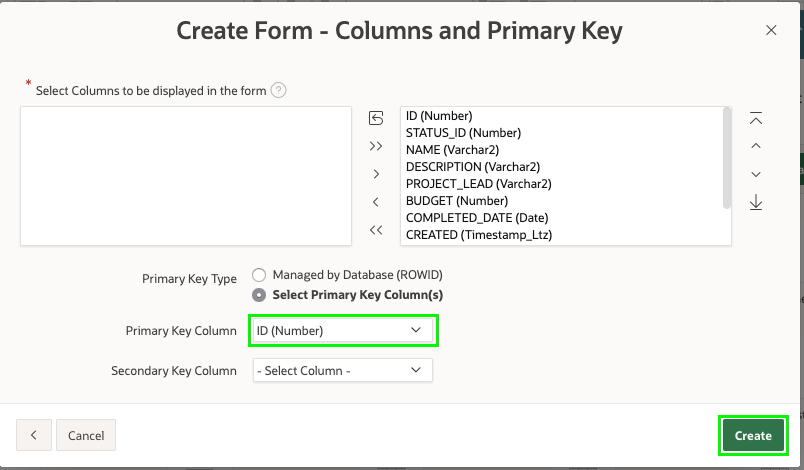 Create Form - Columns and Primary Key
* Select Columns to be displayed in the form ?
ID (Number)
STATUS_ID (Number)
NAME (Varchar2)
DESCRIPTION (Varchar2)
PROJECT_LEAD (Varchar2)
BUDGET (Number)
COMPLETED_DATE (Date)
CREATED (Timestamp_Ltz)
Primary Key Type
Managed by Database (ROWID)
Select Primary Key Column(s)
Primary Key Column ID (Number)
Secondary Key Column - Select Column -
Cancel Create